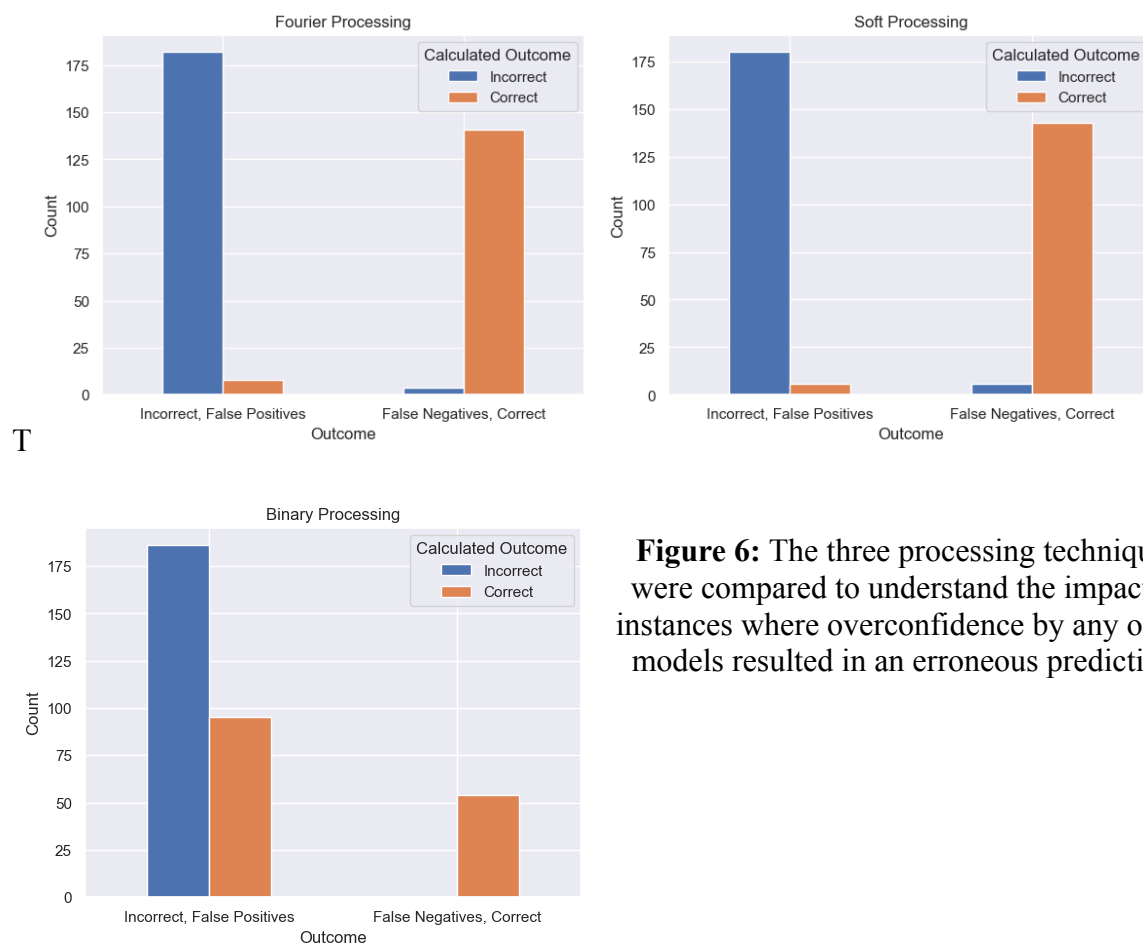 Fourier Processing
Calculated Outcome
Incorrect
Correct
175
150
125
100
75
50
25
0
Count
Incorrect, False Positives
False Negatives, Correct
Outcome
Soft Processing
Calculated Outcome
Incorrect
Correct
175
150
125
100
75
50
25
0
Count
Incorrect, False Positives
False Negatives, Correct
Outcome
T
Binary Processing
Calculated Outcome
Incorrect
Correct
175
150
125
100
75
50
25
0
Count
Incorrect, False Positives
False Negatives, Correct
Outcome
Figure 6: The three processing techniqu
were compared to understand the impac
instances where overconfidence by any o
models resulted in an erroneous predicti